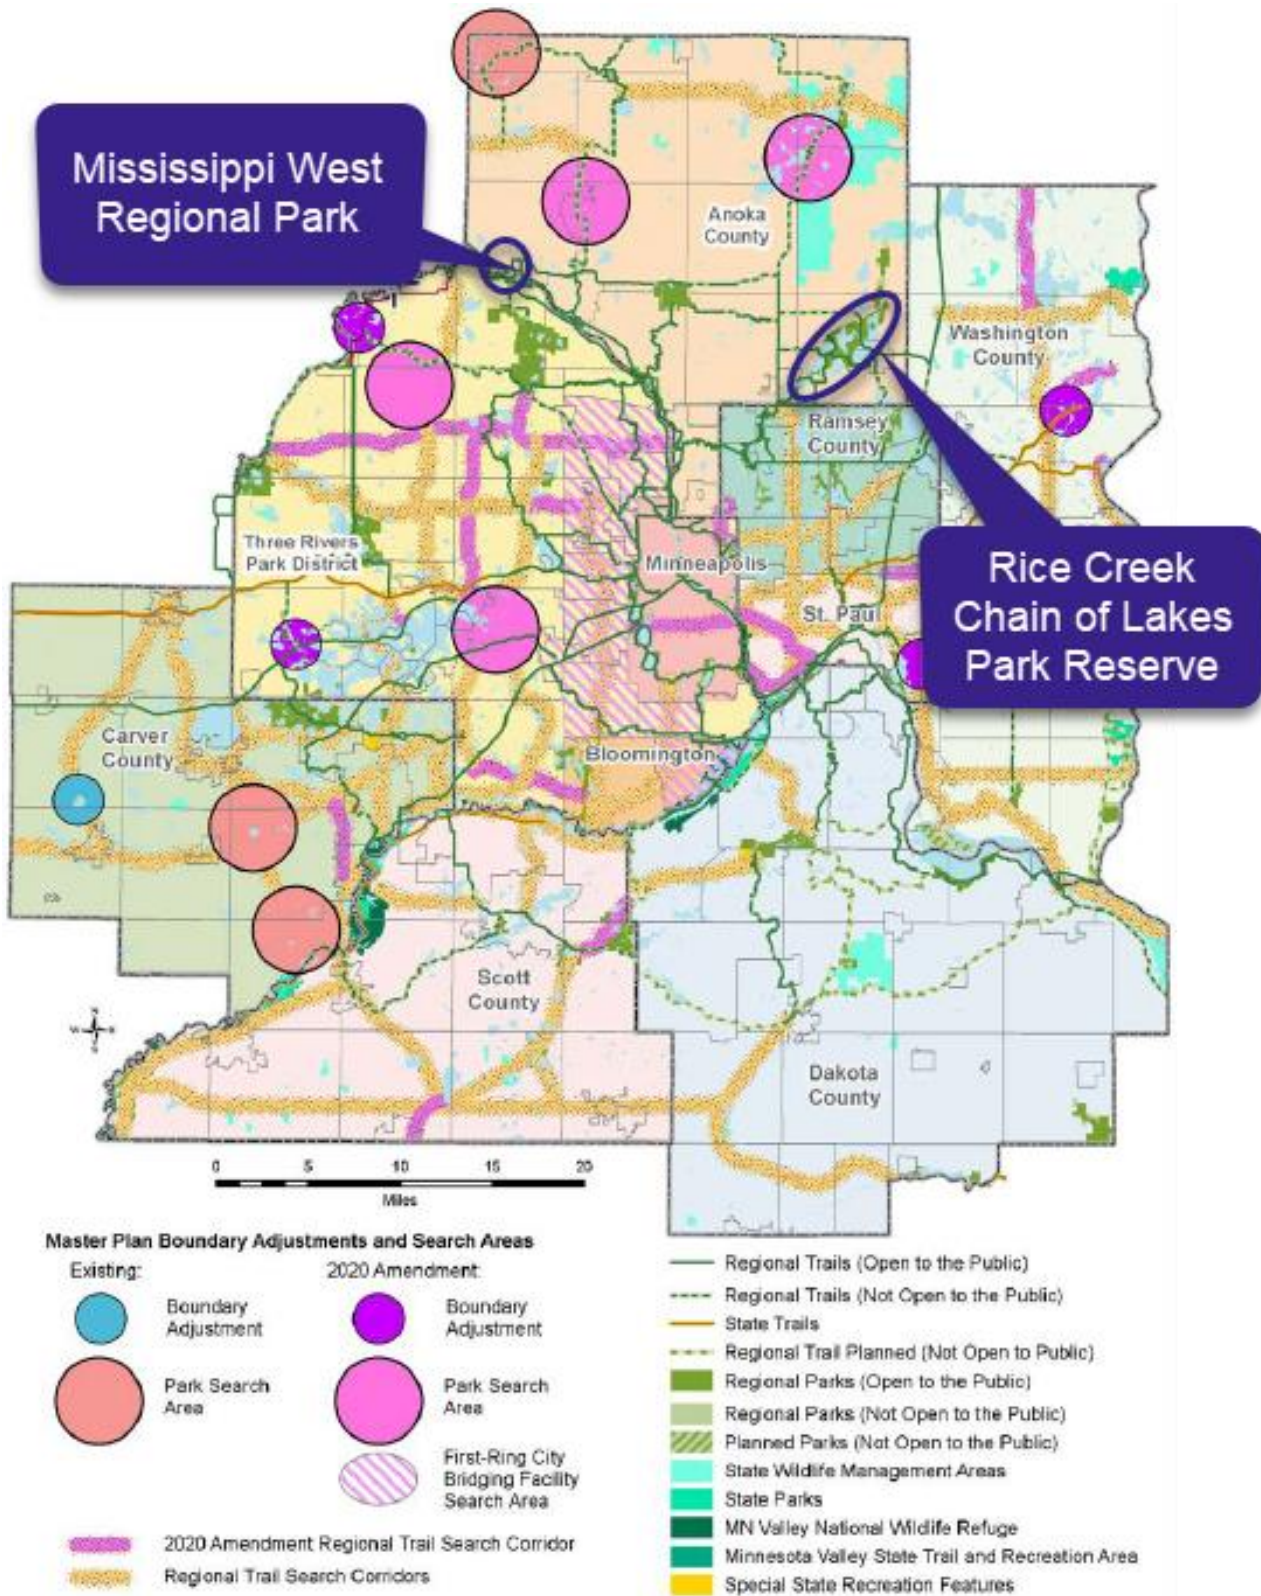 Mississippi West
Regional Park
Anoka
County
Washington
County
Ramsey
County
Three Rivers
Park District
Minneapolis
St. Paul
Rice Creek
Chain of Lakes
Park Reserve
Carver
County
Bloomington
Scott
County
Dakota
County
0 5 10 15 20
Miles
Master Plan Boundary Adjustments and Search Areas
Existing:
Boundary
Adjustment
Park Search
Area
2020 Amendment:
Boundary
Adjustment
Park Search
Area
First-Ring City
Bridging Facility
Search Area
2020 Amendment Regional Trail Search Corridor
Regional Trail Search Corridors
Regional Trails (Open to the Public)
Regional Trails (Not Open to the Public)
State Trails
Regional Trail Planned (Not Open to Public)
Regional Parks (Open to the Public)
Regional Parks (Not Open to the Public)
Planned Parks (Not Open to the Public)
State Wildlife Management Areas
State Parks
MN Valley National Wildlife Refuge
Minnesota Valley State Trail and Recreation Area
Special State Recreation Features